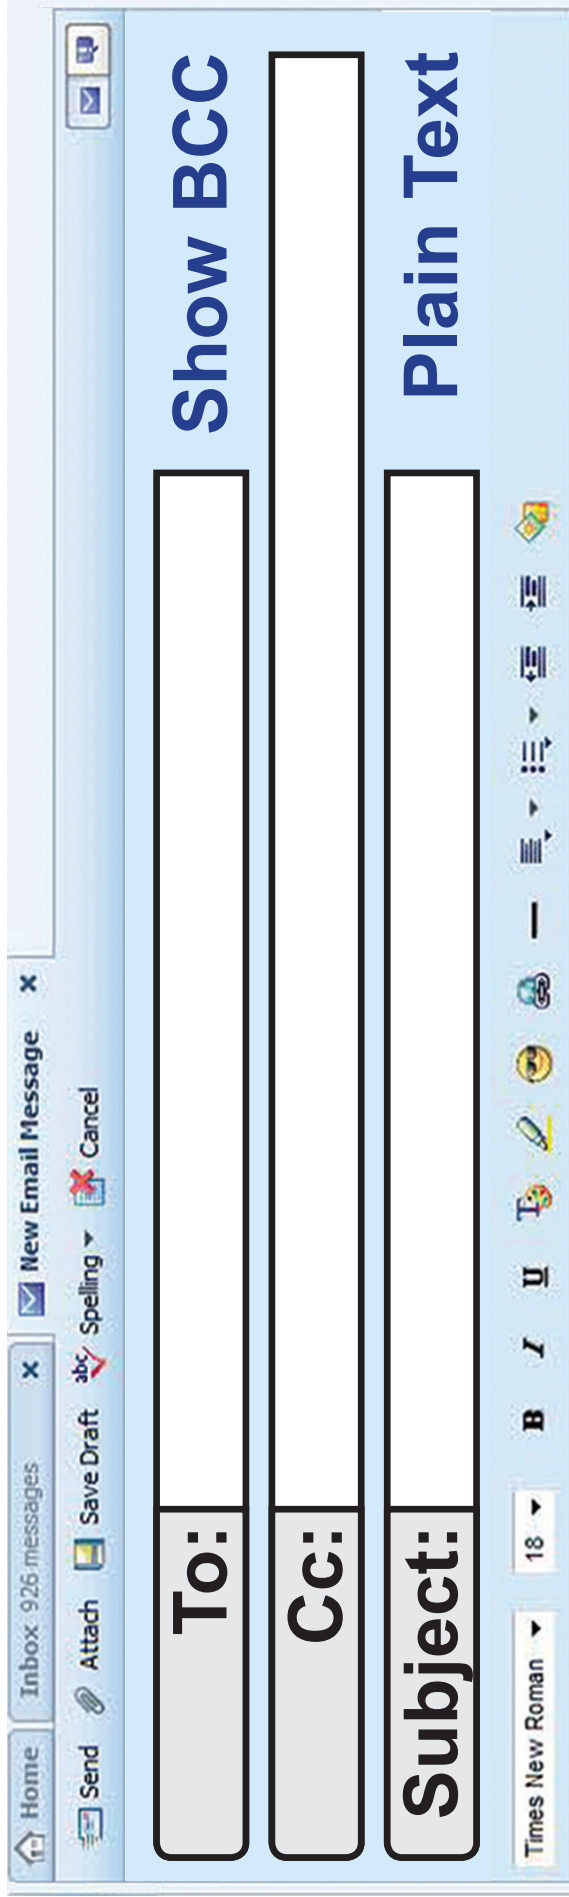 Home Inbox 926 messages New Email Message
Send Attach Save Draft abc Spelling Cancel
To: Show BCC
Cc:
Subject: Plain Text
Times New Roman 18 B I U T